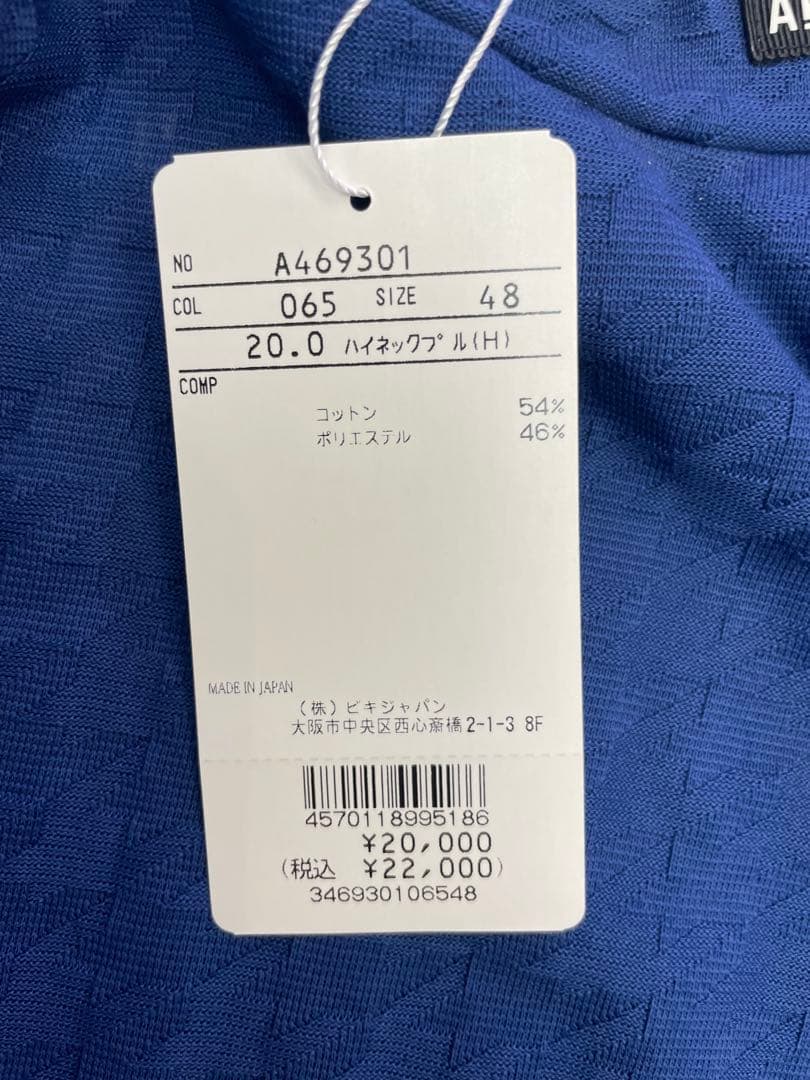 NO A469301
COL 065 SIZE 48
20.0 ハイネックプル(H)
COMP
コットン 54%
ポリエステル 46%
MADE IN JAPAN
(株)ビキジャパン
大阪市中央区西心斎橋2-1-3 8F
4570118995186
¥20,000
(税込 ¥22,000)
346930106548